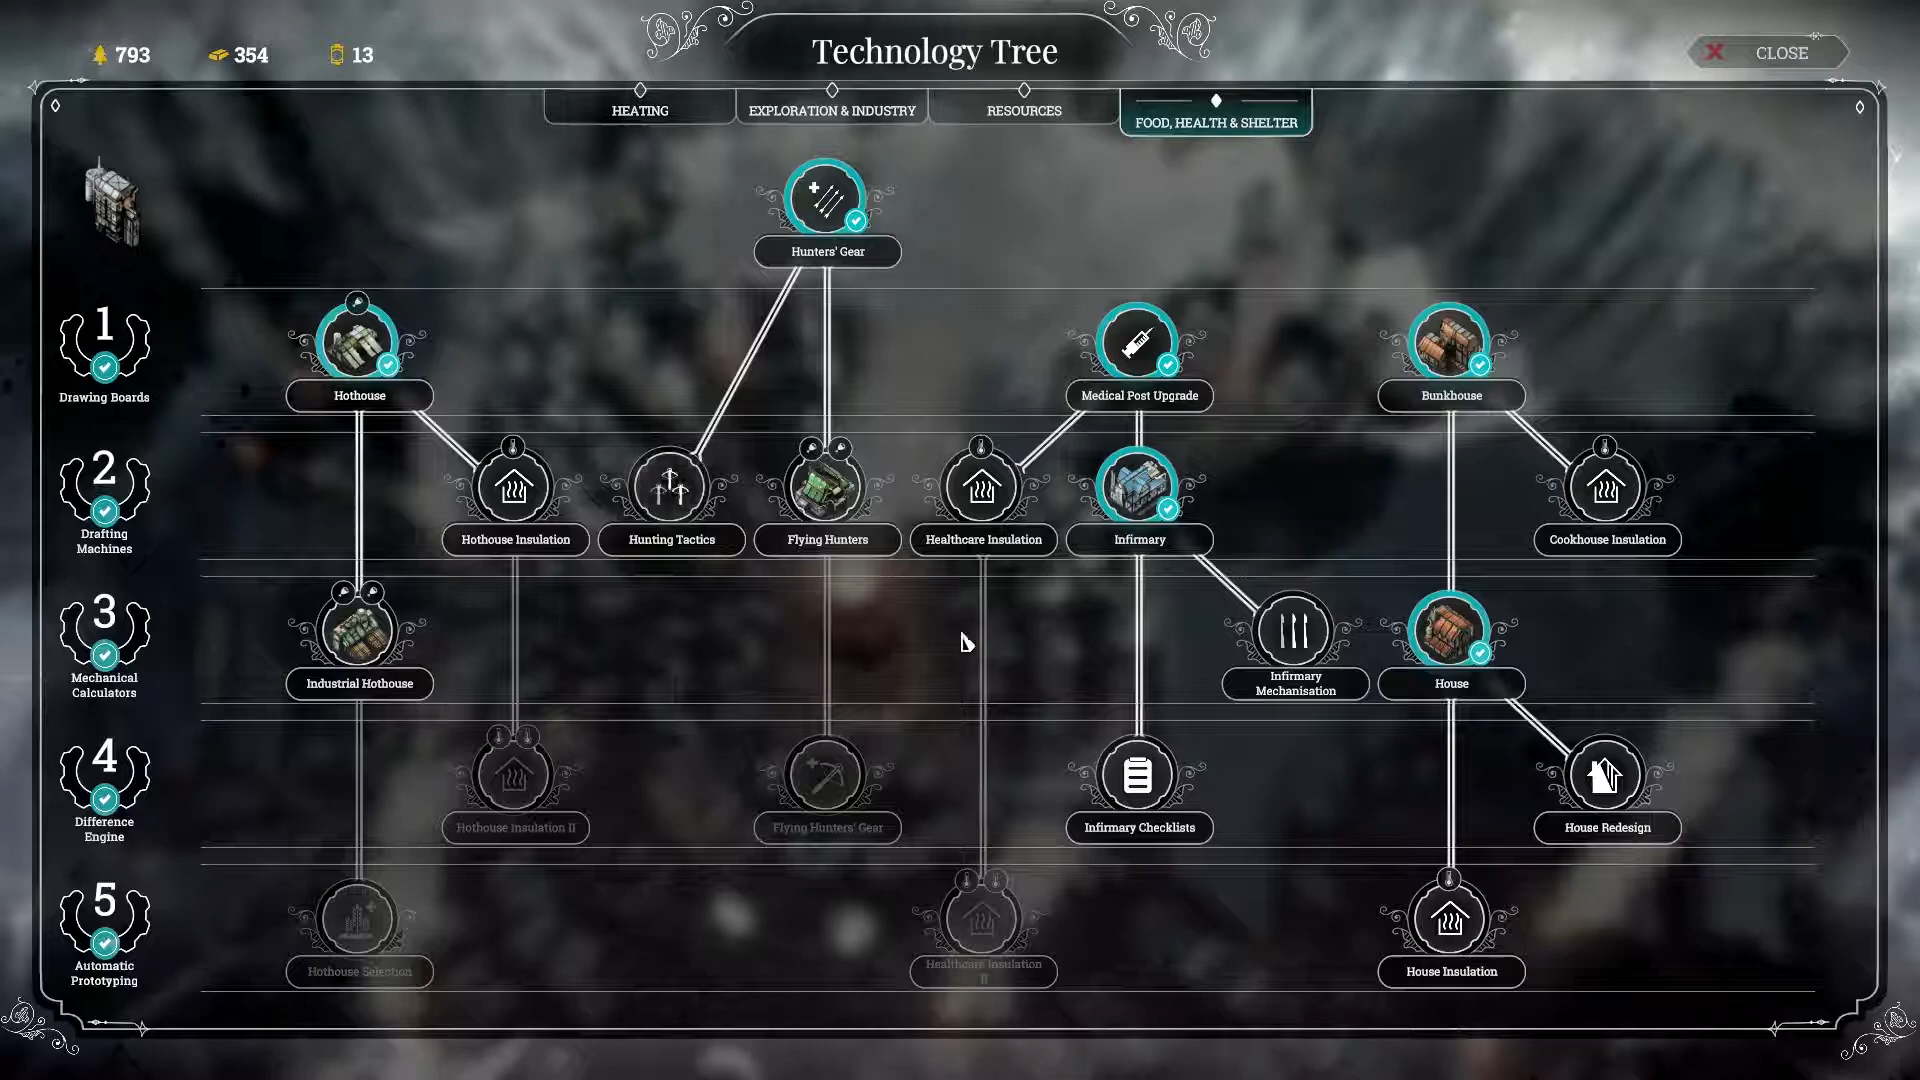 793
354
13
Technology Tree
CLOSE
HEATING
EXPLORATION & INDUSTRY
RESOURCES
FOOD, HEALTH & SHELTER
Hunters' Gear
1
Drawing Boards
Hothouse
Medical Post Upgrade
Bunkhouse
2
Drafting
Machines
Hothouse Insulation
Hunting Tactics
Flying Hunters
Healthcare Insulation
Infirmary
Cookhouse Insulation
3
Mechanical
Calculators
Industrial Hothouse
Infirmary
Mechanisation
House
4
Difference
Engine
Hothouse Insulation II
Flying Hunters' Gear
Infirmary Checklists
House Redesign
5
Automatic
Prototyping
Hothouse Selection
Healthcare Insulation
II
House Insulation